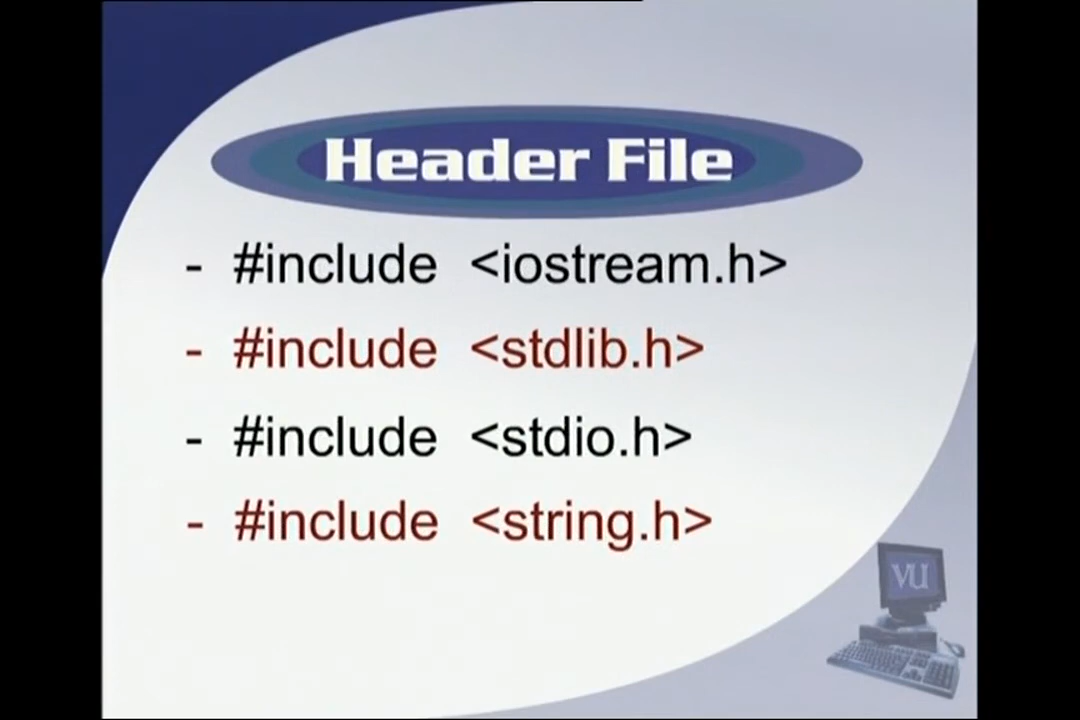 Header File
- #include <iostream.h>
- #include <stdlib.h>
- #include <stdio.h>
- #include <string.h>
VU